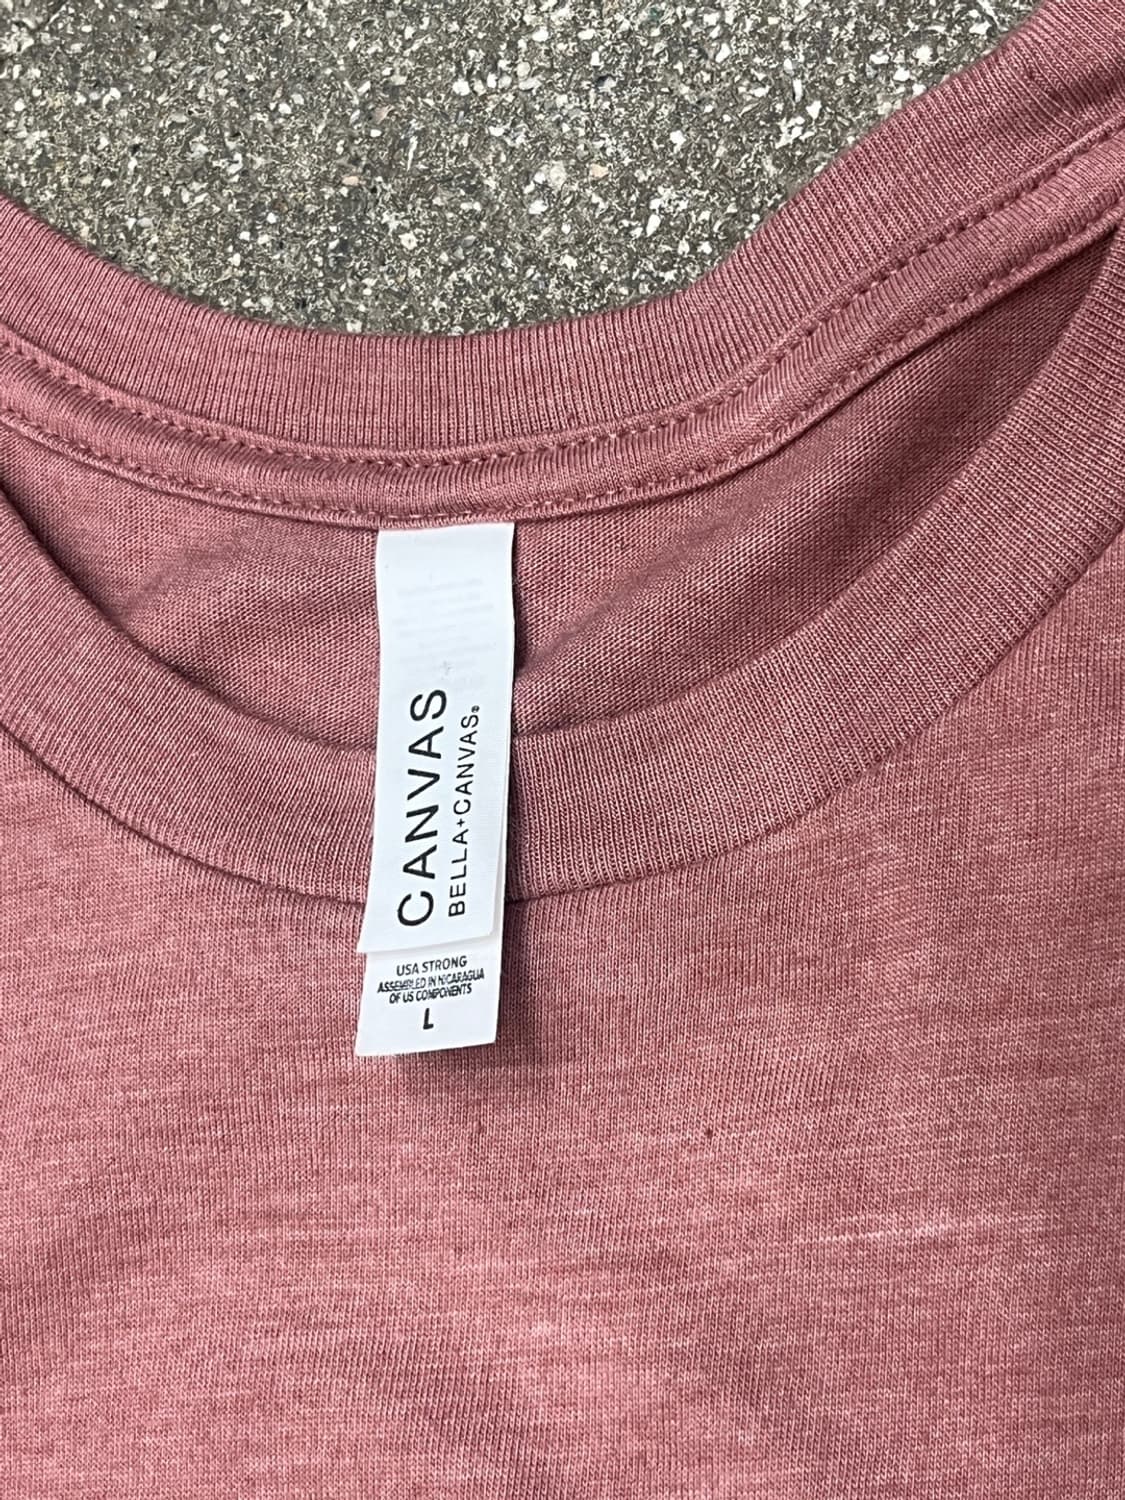 CANVAS
BELLA+CANVAS®
USA STRONG
ASSEMBLED IN NICARAGUA
OF US COMPONENTS
L